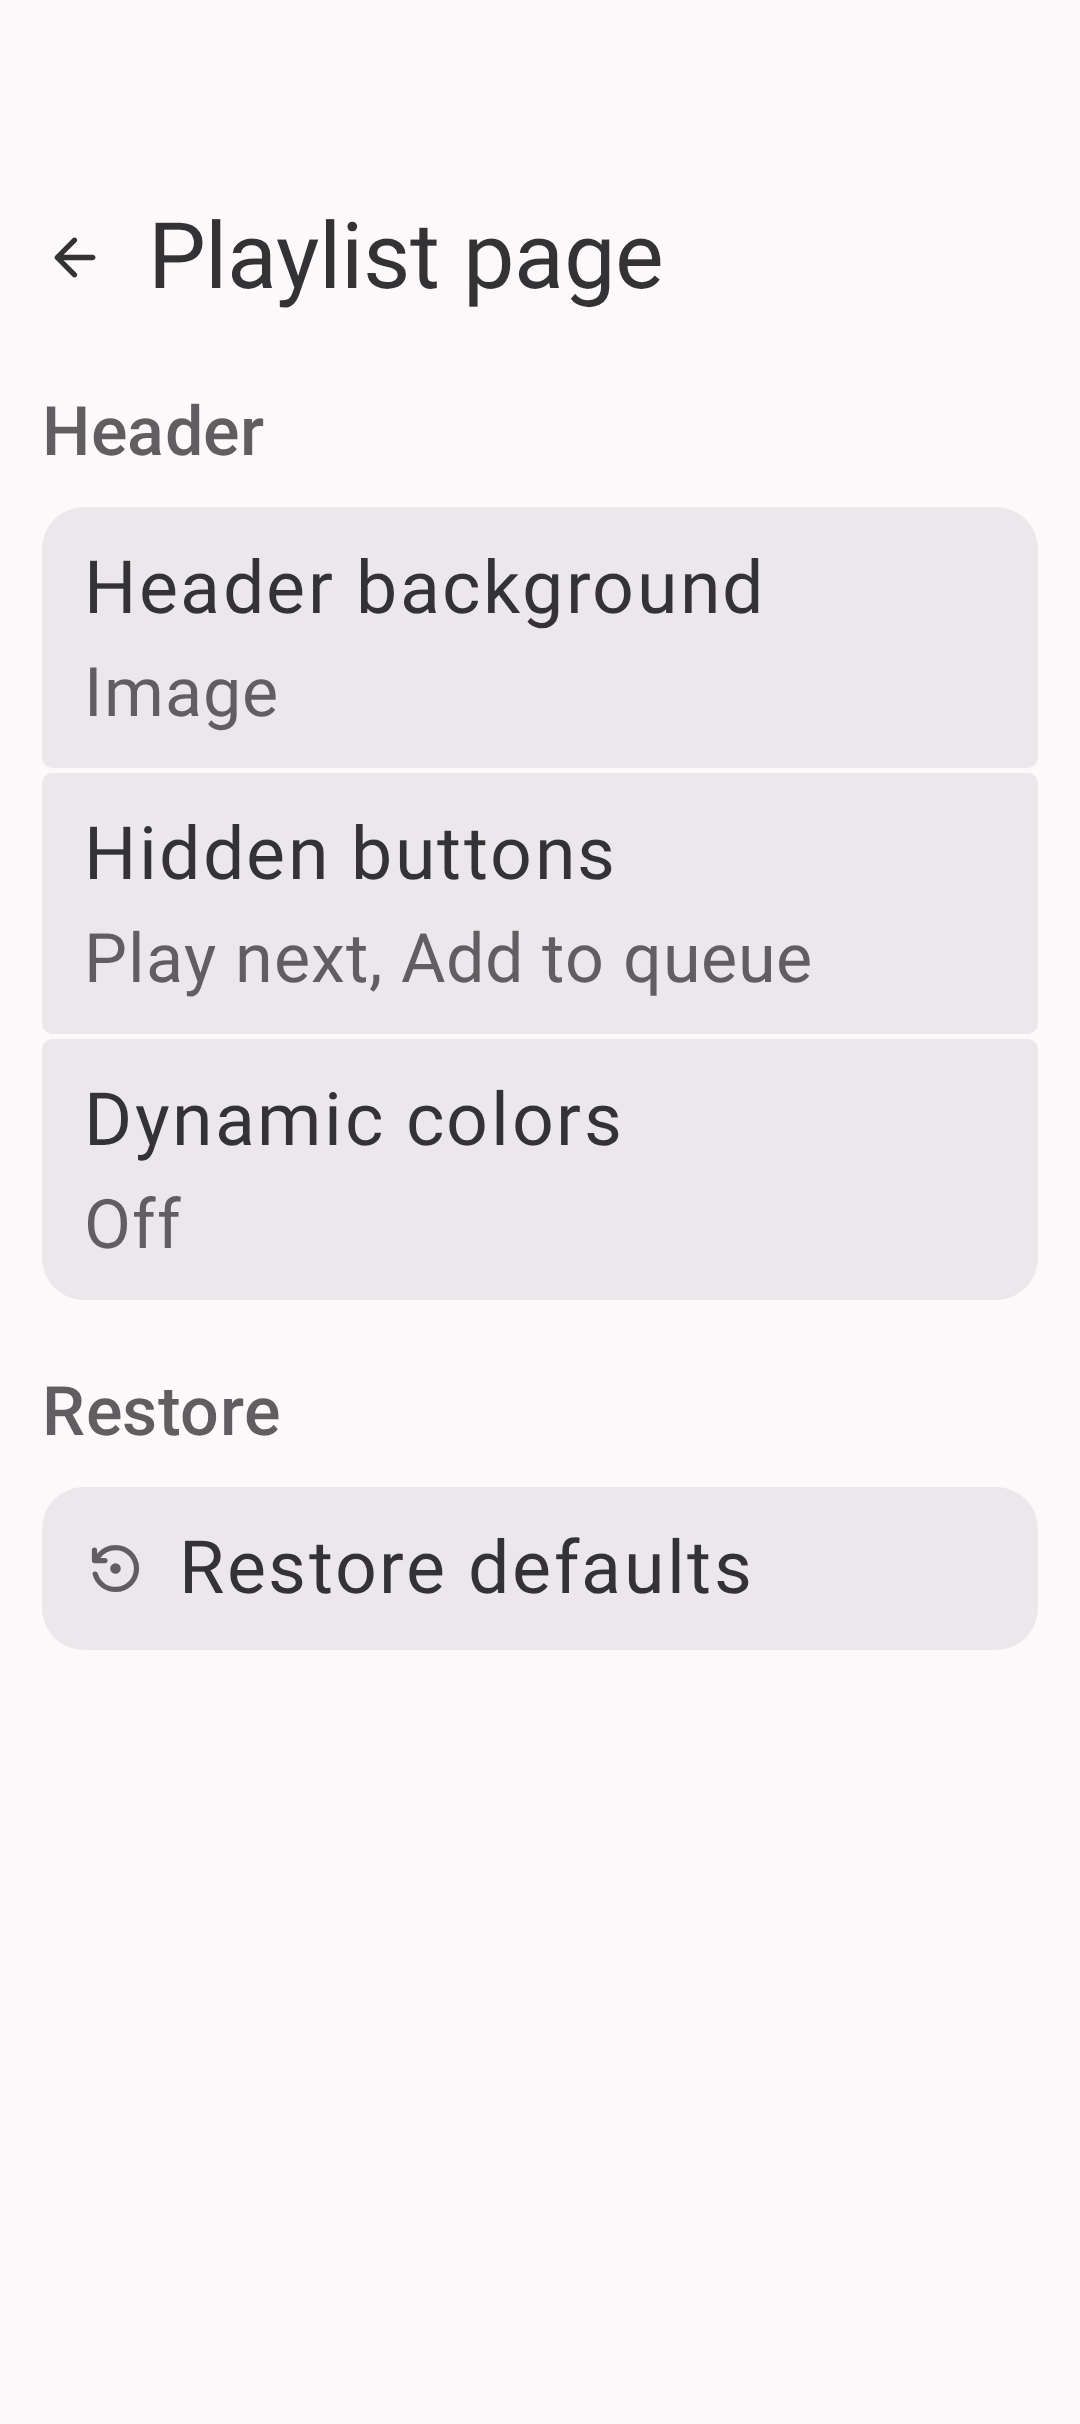 Playlist page
Header
Header background
Image
Hidden buttons
Play next, Add to queue
Dynamic colors
Off
Restore
Restore defaults